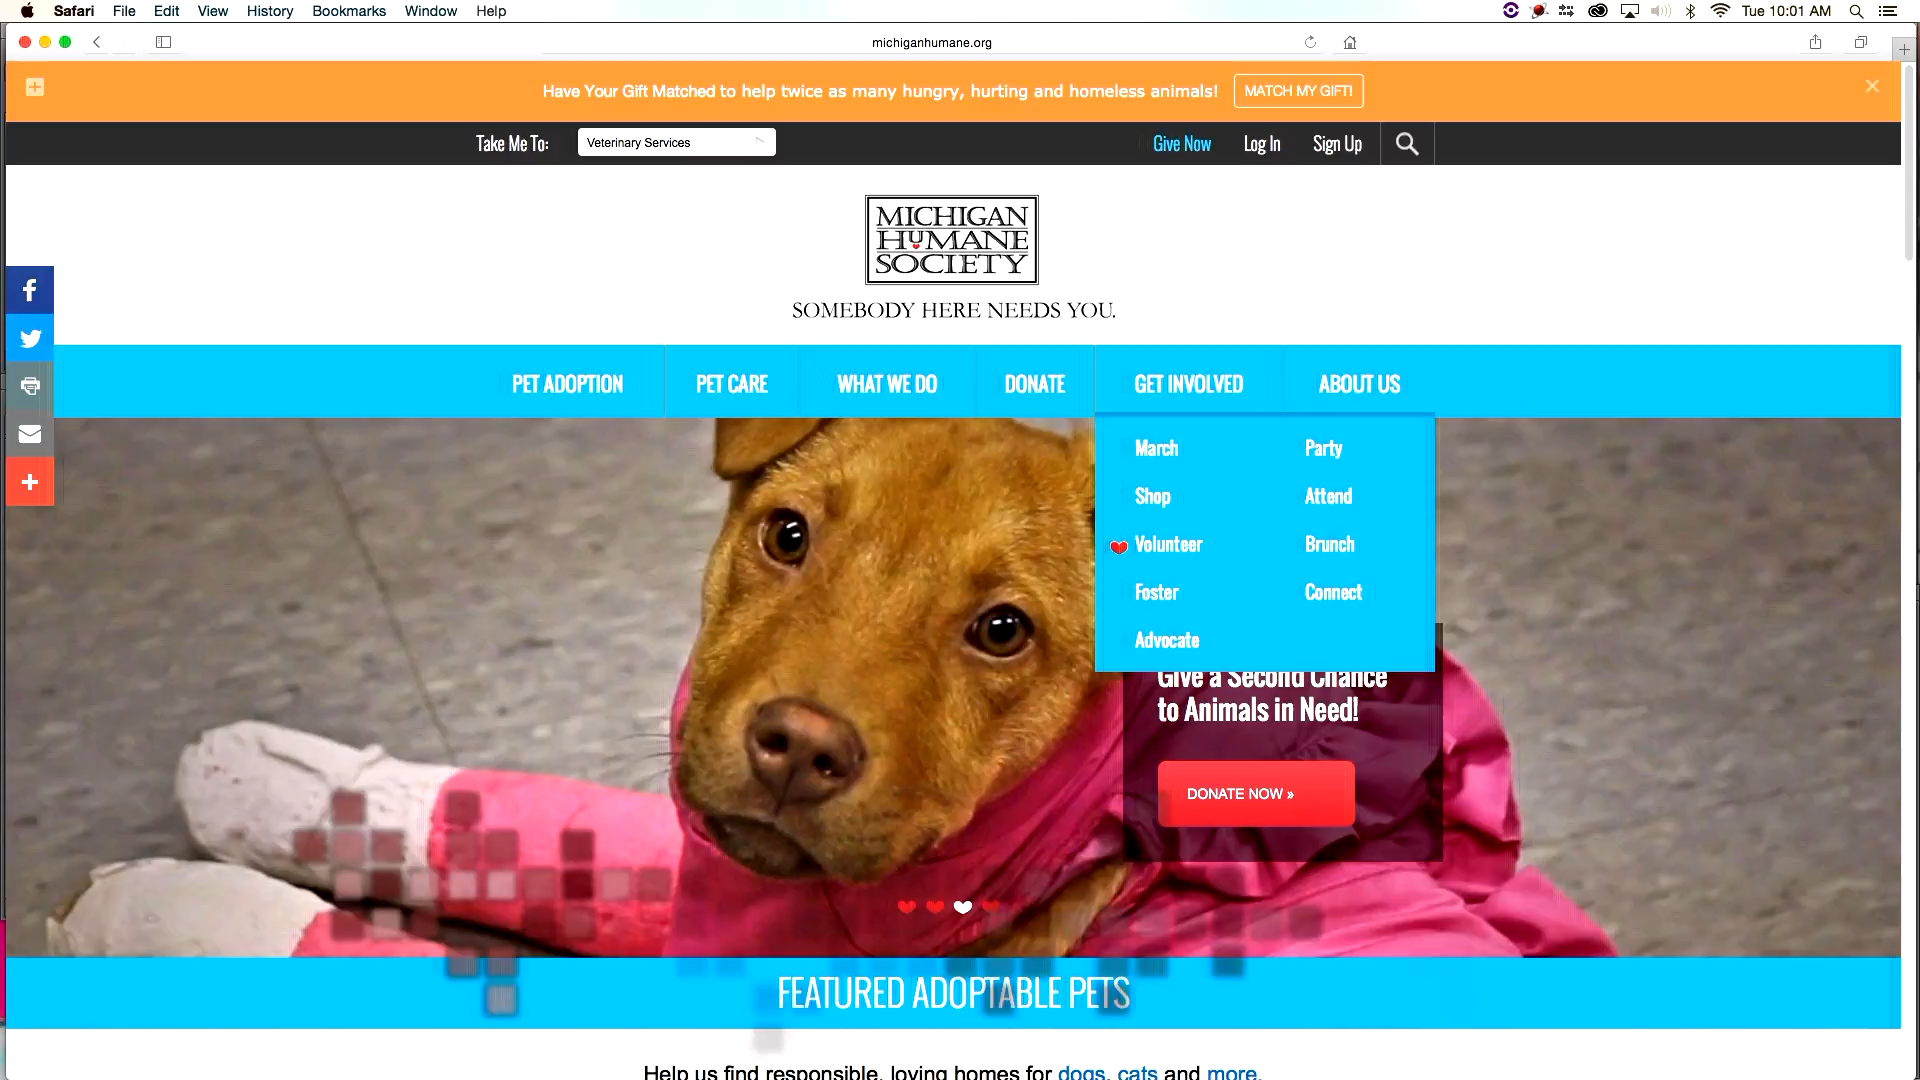 Safari File Edit View History Bookmarks Window Help Tue 10:01 AM
michiganhumane.org
Have Your Gift Matched to help twice as many hungry, hurting and homeless animals! MATCH MY GIFT!
Take Me To: Veterinary Services Give Now Log In Sign Up
MICHIGAN
HUMANE
SOCIETY
SOMEBODY HERE NEEDS YOU.
PET ADOPTION PET CARE WHAT WE DO DONATE GET INVOLVED ABOUT US
March Party
Shop Attend
Volunteer Brunch
Foster Connect
Advocate
Give a Second Chance
to Animals in Need!
DONATE NOW »
FEATURED ADOPTABLE PETS
Help us find responsible, loving homes for dogs, cats and more.